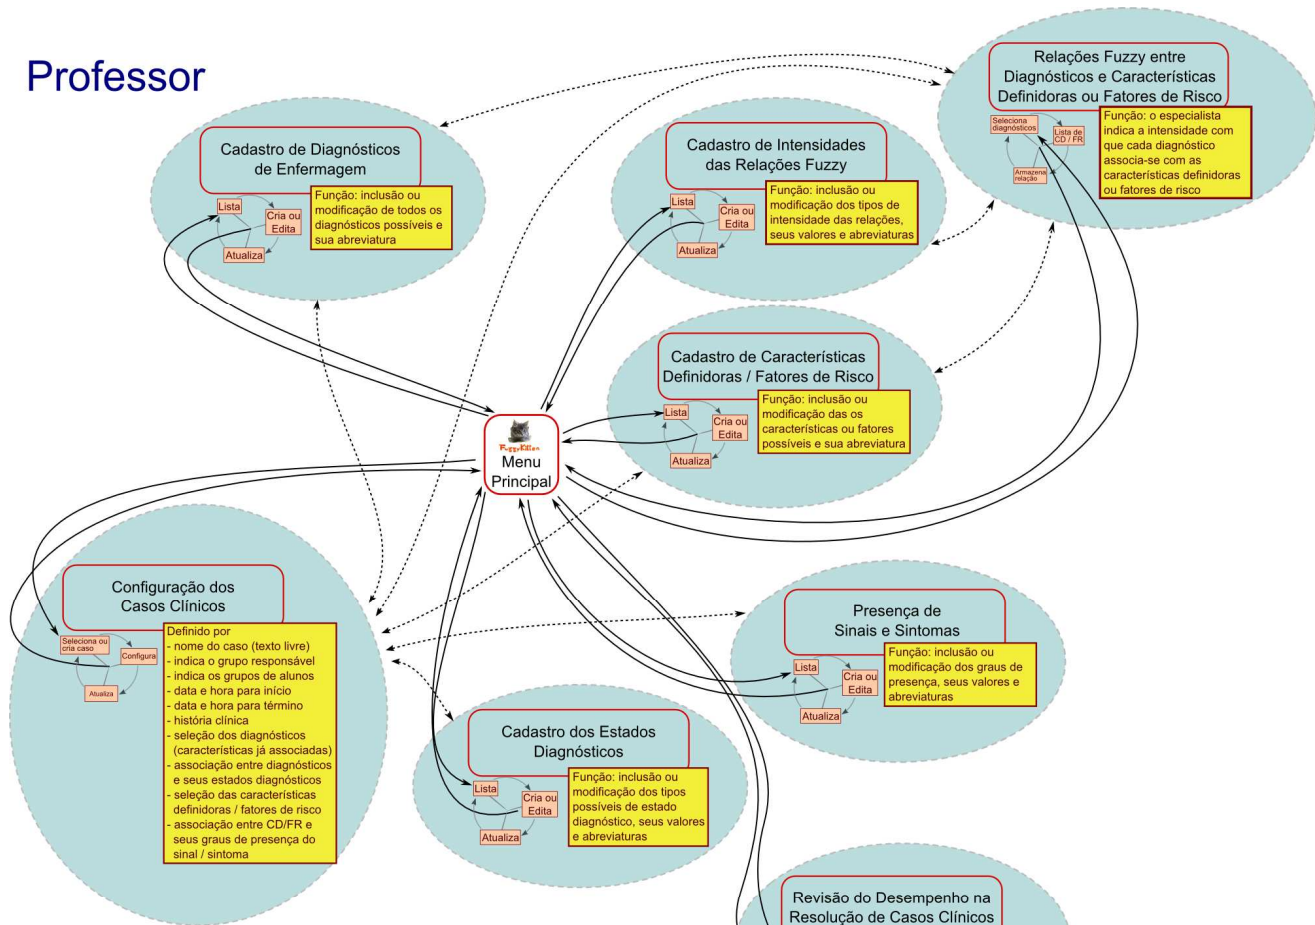 Professor
Relações Fuzzy entre
Diagnósticos e Características
Definidoras ou Fatores de Risco
Seleciona
diagnósticos
Lista de
CD / FR
Armazena
relação
Função: o especialista
indica a intensidade com
que cada diagnóstico
associa-se com as
características definidoras
ou fatores de risco
Cadastro de Diagnósticos
de Enfermagem
Lista
Cria ou
Edita
Atualiza
Função: inclusão ou
modificação de todos os
diagnósticos possíveis e
sua abreviatura
Cadastro de Intensidades
das Relações Fuzzy
Lista
Cria ou
Edita
Atualiza
Função: inclusão ou
modificação dos tipos de
intensidade das relações,
seus valores e abreviaturas
Cadastro de Características
Definidoras / Fatores de Risco
Lista
Cria ou
Edita
Atualiza
Função: inclusão ou
modificação das os
características ou fatores
possíveis e sua abreviatura
FuzzyKitten
Menu
Principal
Configuração dos
Casos Clínicos
Seleciona ou
cria caso
Configura
Atualiza
Definido por
- nome do caso (texto livre)
- indica o grupo responsável
- indica os grupos de alunos
- data e hora para início
- data e hora para término
- história clínica
- seleção dos diagnósticos
(características já associadas)
- associação entre diagnósticos
e seus estados diagnósticos
- seleção das características
definidoras / fatores de risco
- associação entre CD/FR e
seus graus de presença do
sinal / sintoma
Presença de
Sinais e Sintomas
Lista
Cria ou
Edita
Atualiza
Função: inclusão ou
modificação dos graus de
presença, seus valores e
abreviaturas
Cadastro dos Estados
Diagnósticos
Lista
Cria ou
Edita
Atualiza
Função: inclusão ou
modificação dos tipos
possíveis de estado
diagnóstico, seus valores
e abreviaturas
Revisão do Desempenho na
Resolução de Casos Clínicos